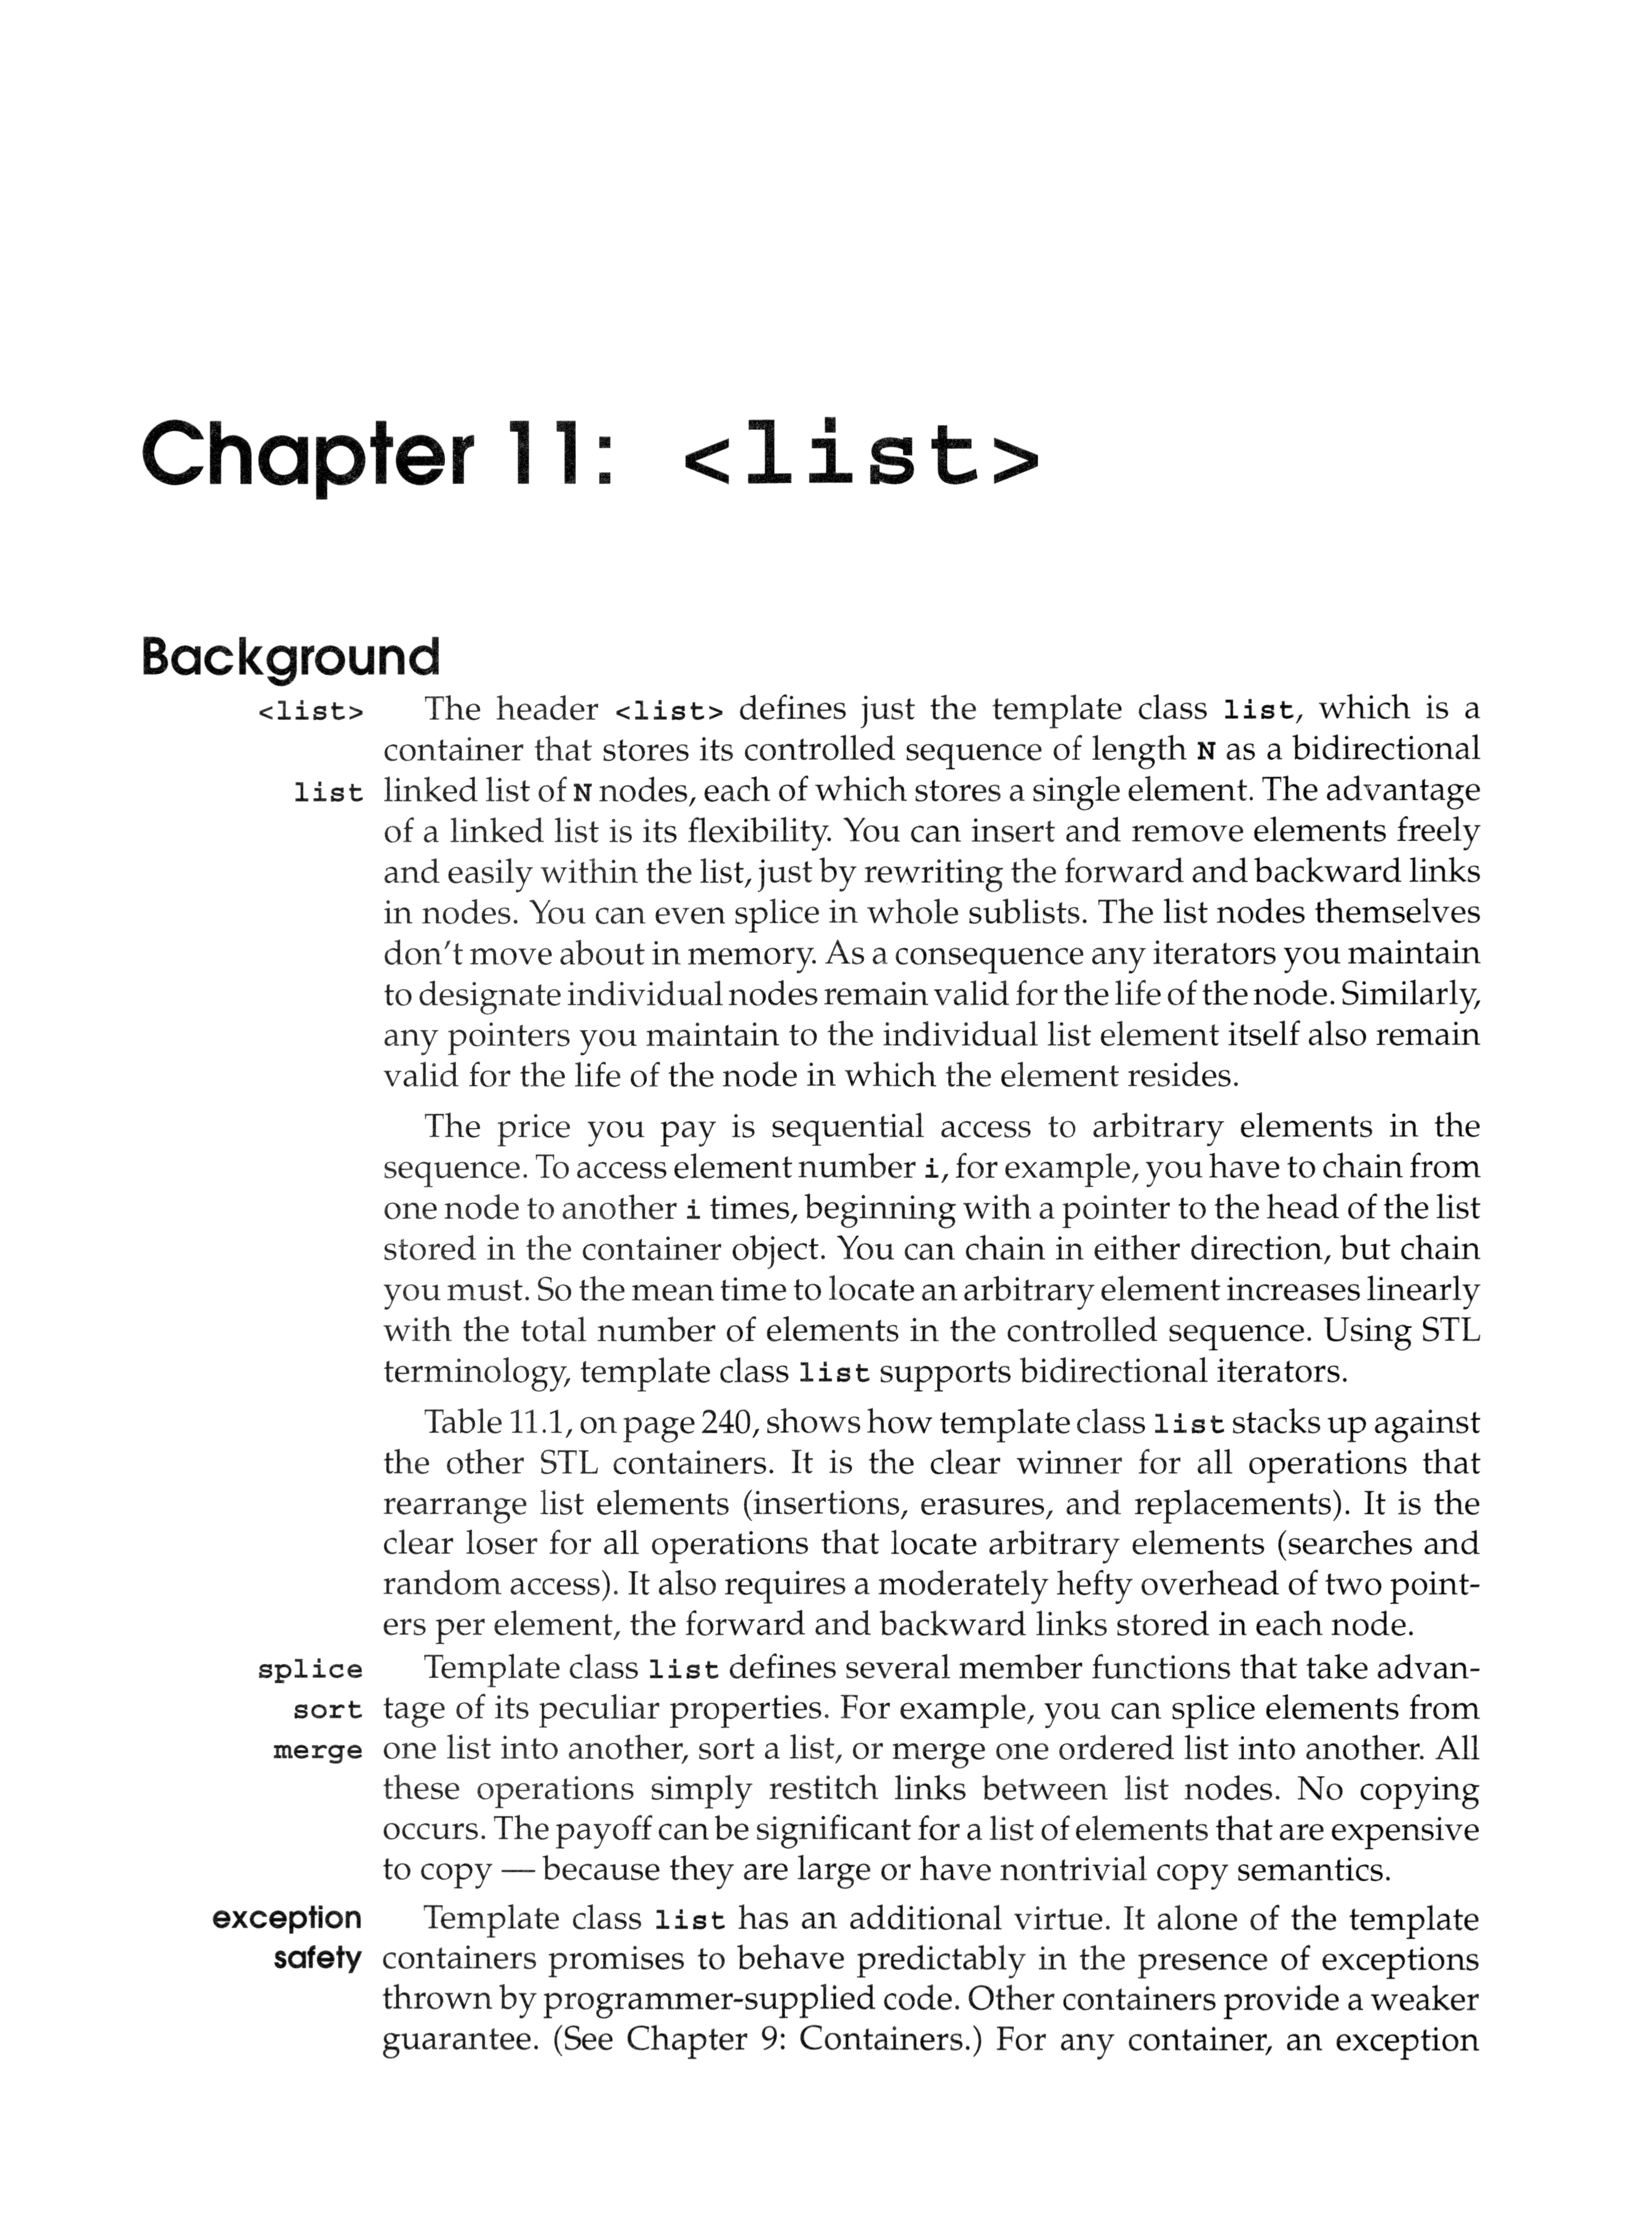 Chapter 11: <list>
Background
<list>
The header <list> defines just the template class list, which is a
container that stores its controlled sequence of length N as a bidirectional
list
linked list of N nodes, each of which stores a single element. The advantage
of a linked list is its flexibility. You can insert and remove elements freely
and easily within the list, just by rewriting the forward and backward links
in nodes. You can even splice in whole sublists. The list nodes themselves
don't move about in memory. As a consequence any iterators you maintain
to designate individual nodes remain valid for the life of the node. Similarly,
any pointers you maintain to the individual list element itself also remain
valid for the life of the node in which the element resides.
The price you pay is sequential access to arbitrary elements in the
sequence. To access element number i, for example, you have to chain from
one node to another i times, beginning with a pointer to the head of the list
stored in the container object. You can chain in either direction, but chain
you must. So the mean time to locate an arbitrary element increases linearly
with the total number of elements in the controlled sequence. Using STL
terminology, template class list supports bidirectional iterators.
Table 11.1, on page 240, shows how template class list stacks up against
the other STL containers. It is the clear winner for all operations that
rearrange list elements (insertions, erasures, and replacements). It is the
clear loser for all operations that locate arbitrary elements (searches and
random access). It also requires a moderately hefty overhead of two point-
ers per element, the forward and backward links stored in each node.
splice
Template class list defines several member functions that take advan-
sort
tage of its peculiar properties. For example, you can splice elements from
merge
one list into another, sort a list, or merge one ordered list into another. All
these operations simply restitch links between list nodes. No copying
occurs. The payoff can be significant for a list of elements that are expensive
to copy — because they are large or have nontrivial copy semantics.
exception
Template class list has an additional virtue. It alone of the template
safety
containers promises to behave predictably in the presence of exceptions
thrown by programmer-supplied code. Other containers provide a weaker
guarantee. (See Chapter 9: Containers.) For any container, an exception